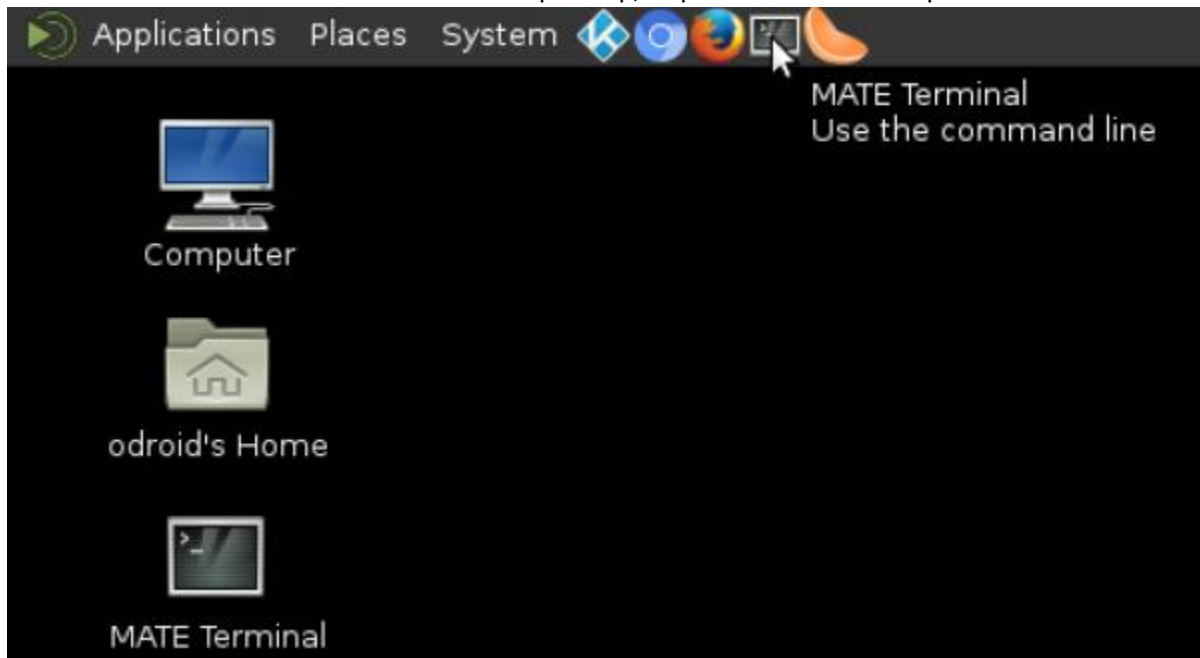 Applications Places System
MATE Terminal
Use the command line
Computer
odroid's Home
>_
MATE Terminal